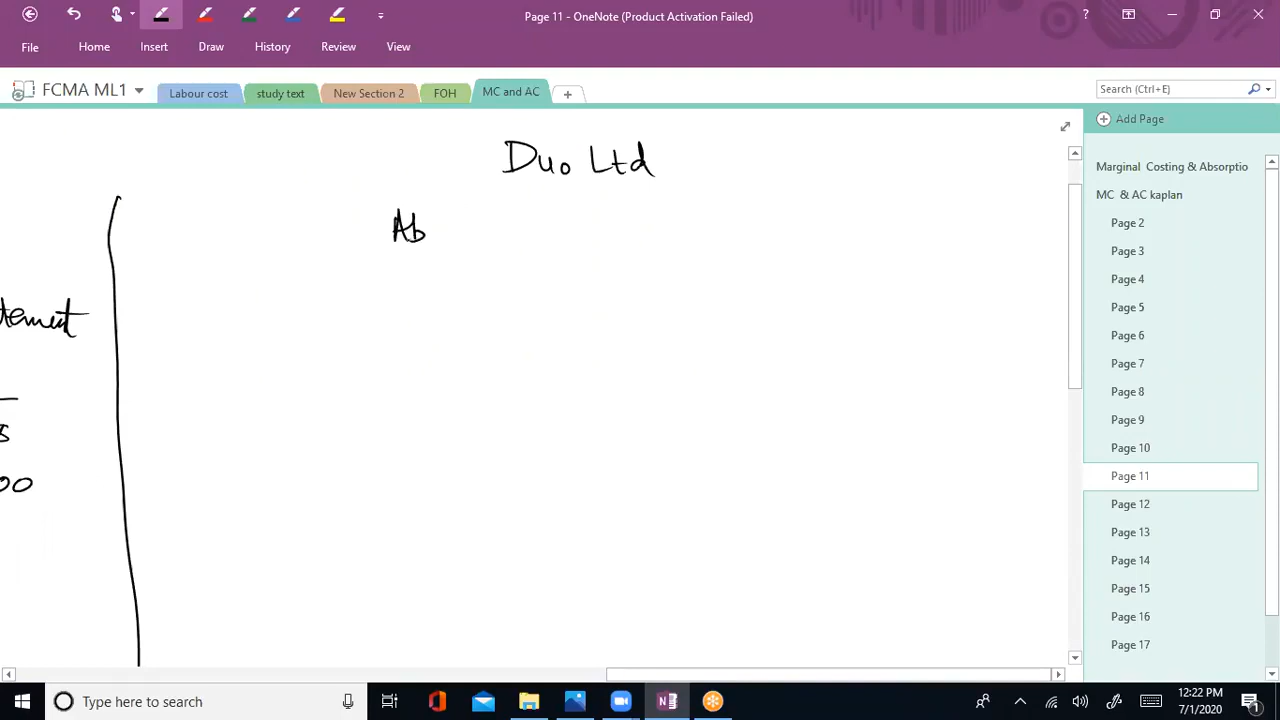 Page 11 - OneNote (Product Activation Failed)
?
File Home Insert Draw History Review View
FCMA ML1 Labour cost study text New Section 2 FOH MC and AC
Search (Ctrl+E)
Add Page
Duo Ltd
Ab
00
Marginal Costing & Absorptio
MC & AC kaplan
Page 2
Page 3
Page 4
Page 5
Page 6
Page 7
Page 8
Page 9
Page 10
Page 11
Page 12
Page 13
Page 14
Page 15
Page 16
Page 17
Type here to search
12:22 PM
7/1/2020